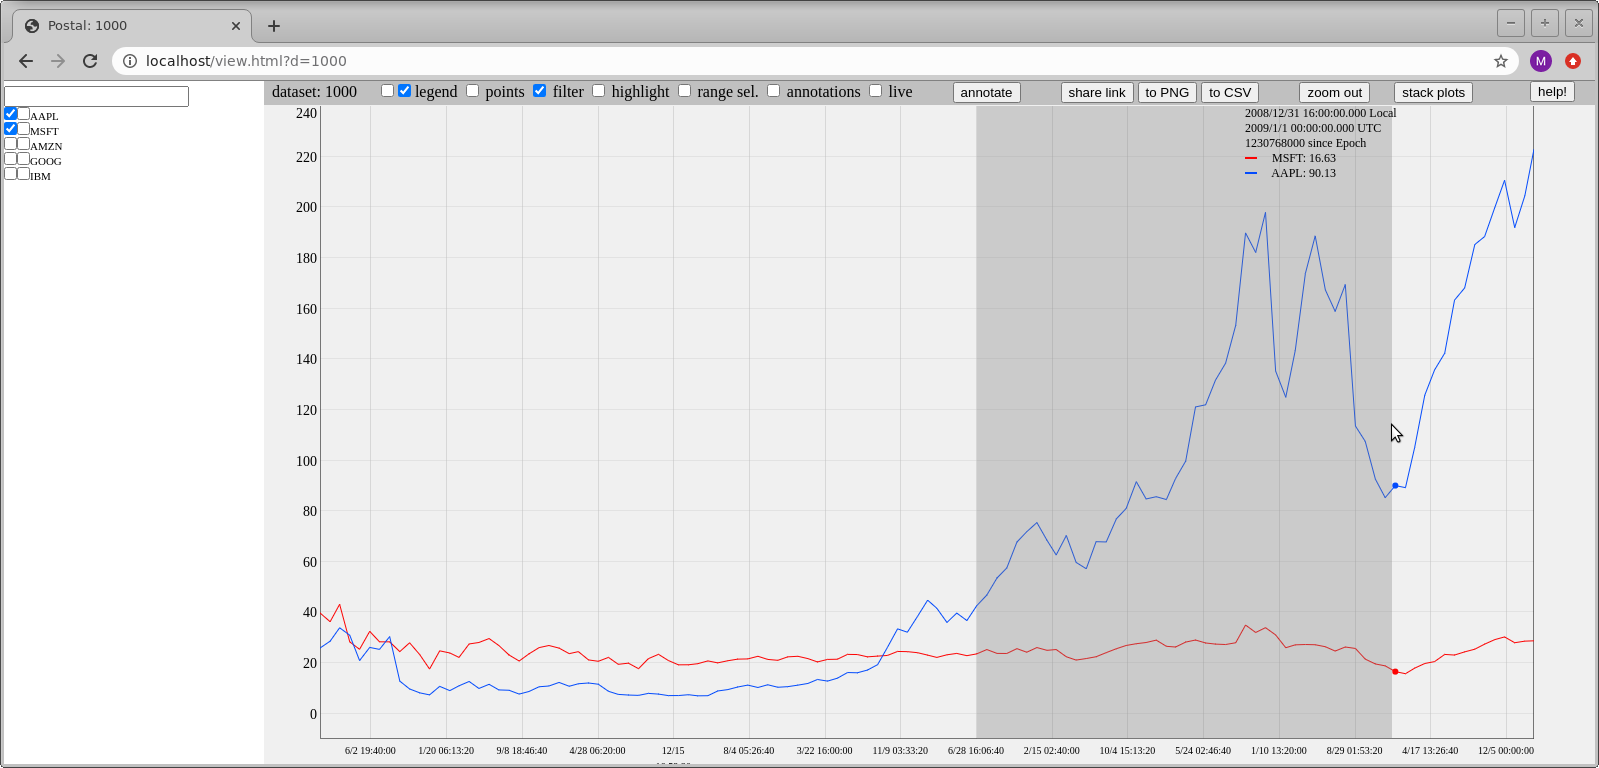 Postal: 1000
localhost/view.html?d=1000
M
AAPL
MSFT
AMZN
GOOG
IBM
dataset: 1000 legend points filter highlight range sel. annotations live annotate share link to PNG to CSV zoom out stack plots help!
2008/12/31 16:00:00.000 Local
2009/1/1 00:00:00.000 UTC
1230768000 since Epoch
MSFT: 16.63
AAPL: 90.13
240
220
200
180
160
140
120
100
80
60
40
20
0
6/2 19:40:00 1/20 06:13:20 9/8 18:46:40 4/28 06:20:00 12/15 8/4 05:26:40 3/22 16:00:00 11/9 03:33:20 6/28 16:06:40 2/15 02:40:00 10/4 15:13:20 5/24 02:46:40 1/10 13:20:00 8/29 01:53:20 4/17 13:26:40 12/5 00:00:00